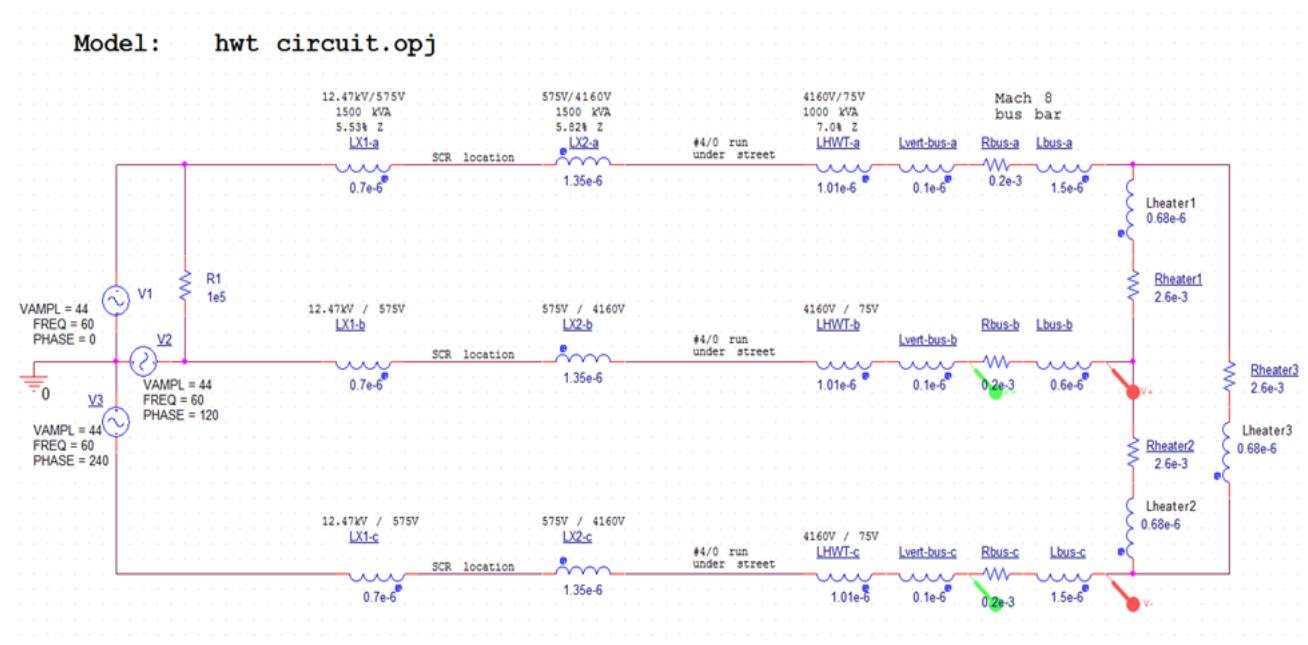 Model: hwt circuit.opj
12.47kV/575V
1500 kVA
5.53% Z
LX1-a
0.7e-6
SCR location
575V/4160V
1500 KVA
5.82% Z
LX2-a
1.35e-6
#4/0 run
under street
4160V/75V
1000 kVA
7.0% Z
LHWT-a
1.01e-6
Lvert-bus-a
0.1e-6
Mach 8
bus bar
Rbus-a
0.2e-3
Lbus-a
1.5e-6
Lheater1
0.68e-6
Rheater1
2.6e-3
R1
1e5
V1
VAMPL = 44
FREQ = 60
PHASE = 0
V2
VAMPL = 44
FREQ = 60
PHASE = 120
0
V3
VAMPL = 44
FREQ = 60
PHASE = 240
12.47kV / 575V
LX1-b
0.7e-6
SCR location
575V / 4160V
LX2-b
1.35e-6
#4/0 run
under street
4160V / 75V
LHWT-b
1.01e-6
Lvert-bus-b
0.1e-6
Rbus-b
0.2e-3
Lbus-b
0.6e-6
V+
Rheater3
2.6e-3
Lheater3
0.68e-6
Rheater2
2.6e-3
Lheater2
0.68e-6
12.47kV / 575V
LX1-c
0.7e-6
SCR location
575V / 4160V
LX2-c
1.35e-6
#4/0 run
under street
4160V / 75V
LHWT-c
1.01e-6
Lvert-bus-c
0.1e-6
Rbus-c
0.2e-3
Lbus-c
1.5e-6
V-